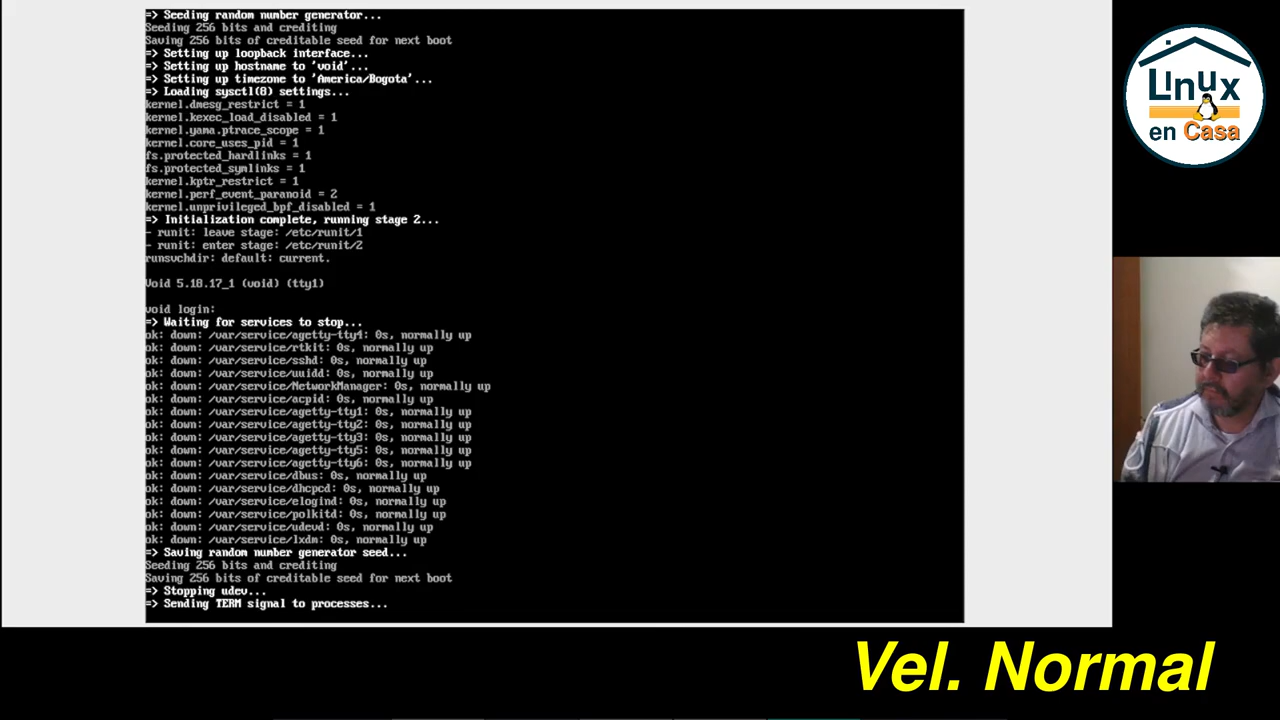 => Seeding random number generator...
Seeding 256 bits and crediting
Saving 256 bits of creditable seed for next boot
=> Setting up loopback interface...
=> Setting up hostname to 'void'...
=> Setting up timezone to 'America/Bogota'...
=> Loading sysctl(8) settings...
kernel.dmesg_restrict = 1
kernel.kexec_load_disabled = 1
kernel.yama.ptrace_scope = 1
kernel.core_uses_pid = 1
fs.protected_hardlinks = 1
fs.protected_symlinks = 1
kernel.kptr_restrict = 1
kernel.perf_event_paranoid = 2
kernel.unprivileged_bpf_disabled = 1
=> Initialization complete, running stage 2...
- runit: leave stage: /etc/runit/1
- runit: enter stage: /etc/runit/2
runsvchdir: default: current.
Void 5.18.17_1 (void) (tty1)
void login:
=> Waiting for services to stop...
ok: down: /var/service/agetty-tty4: 0s, normally up
ok: down: /var/service/rtkit: 0s, normally up
ok: down: /var/service/sshd: 0s, normally up
ok: down: /var/service/uuidd: 0s, normally up
ok: down: /var/service/NetworkManager: 0s, normally up
ok: down: /var/service/acpid: 0s, normally up
ok: down: /var/service/agetty-tty1: 0s, normally up
ok: down: /var/service/agetty-tty2: 0s, normally up
ok: down: /var/service/agetty-tty3: 0s, normally up
ok: down: /var/service/agetty-tty5: 0s, normally up
ok: down: /var/service/agetty-tty6: 0s, normally up
ok: down: /var/service/dbus: 0s, normally up
ok: down: /var/service/dhcpcd: 0s, normally up
ok: down: /var/service/elogind: 0s, normally up
ok: down: /var/service/polkitd: 0s, normally up
ok: down: /var/service/udevd: 0s, normally up
ok: down: /var/service/lxdm: 0s, normally up
=> Saving random number generator seed...
Seeding 256 bits and crediting
Saving 256 bits of creditable seed for next boot
=> Stopping udev...
=> Sending TERM signal to processes...
Linux
en Casa
Vel. Normal